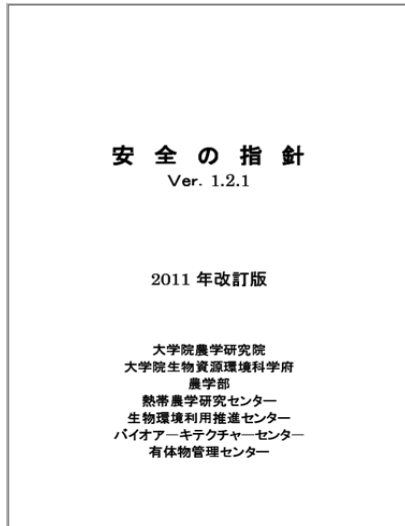 安全の指針
Ver. 1.2.1
2011 年改訂版
大学院農学研究院
大学院生物資源環境科学府
農学部
熱帯農学研究センター
生物環境利用推進センター
バイオアーキテクチャーセンター
有体物管理センター